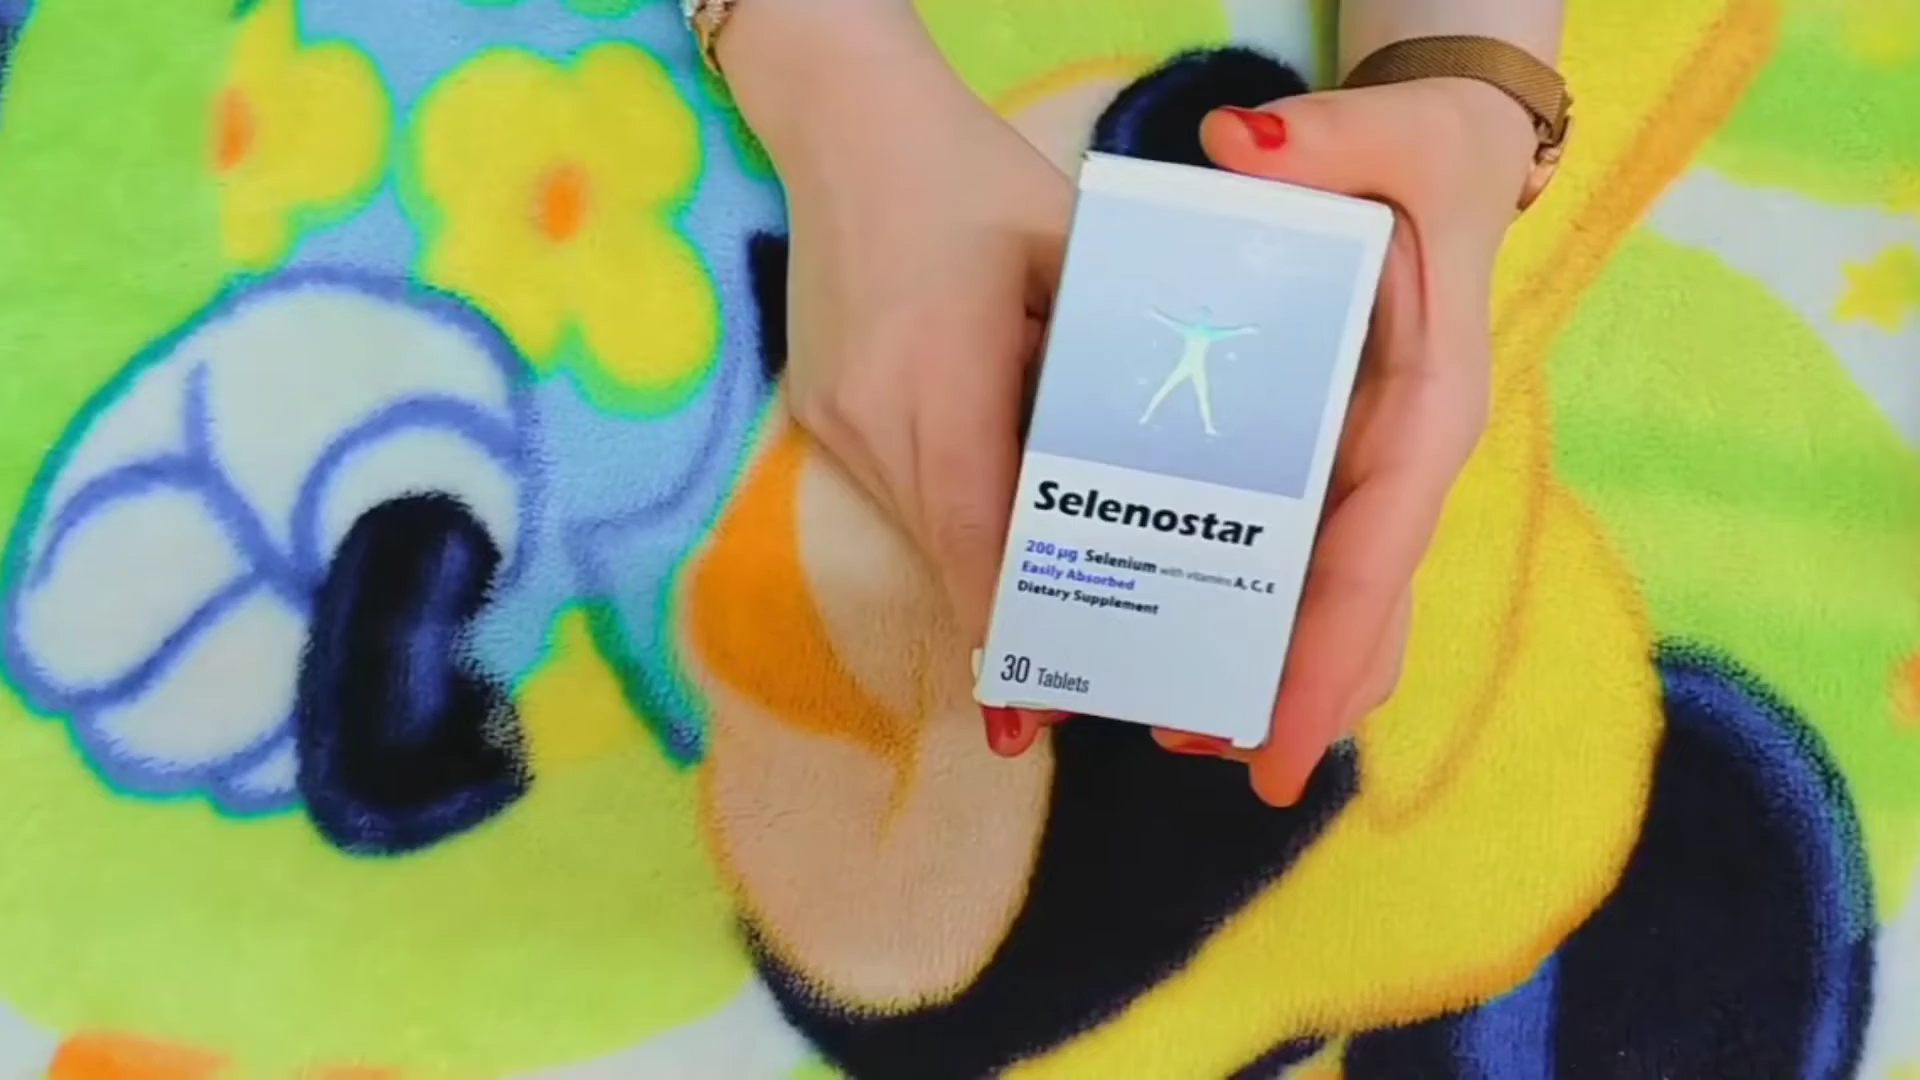 Selenostar
200 µg Selenium with vitamins A, C, E
Easily Absorbed
Dietary Supplement
30 Tablets